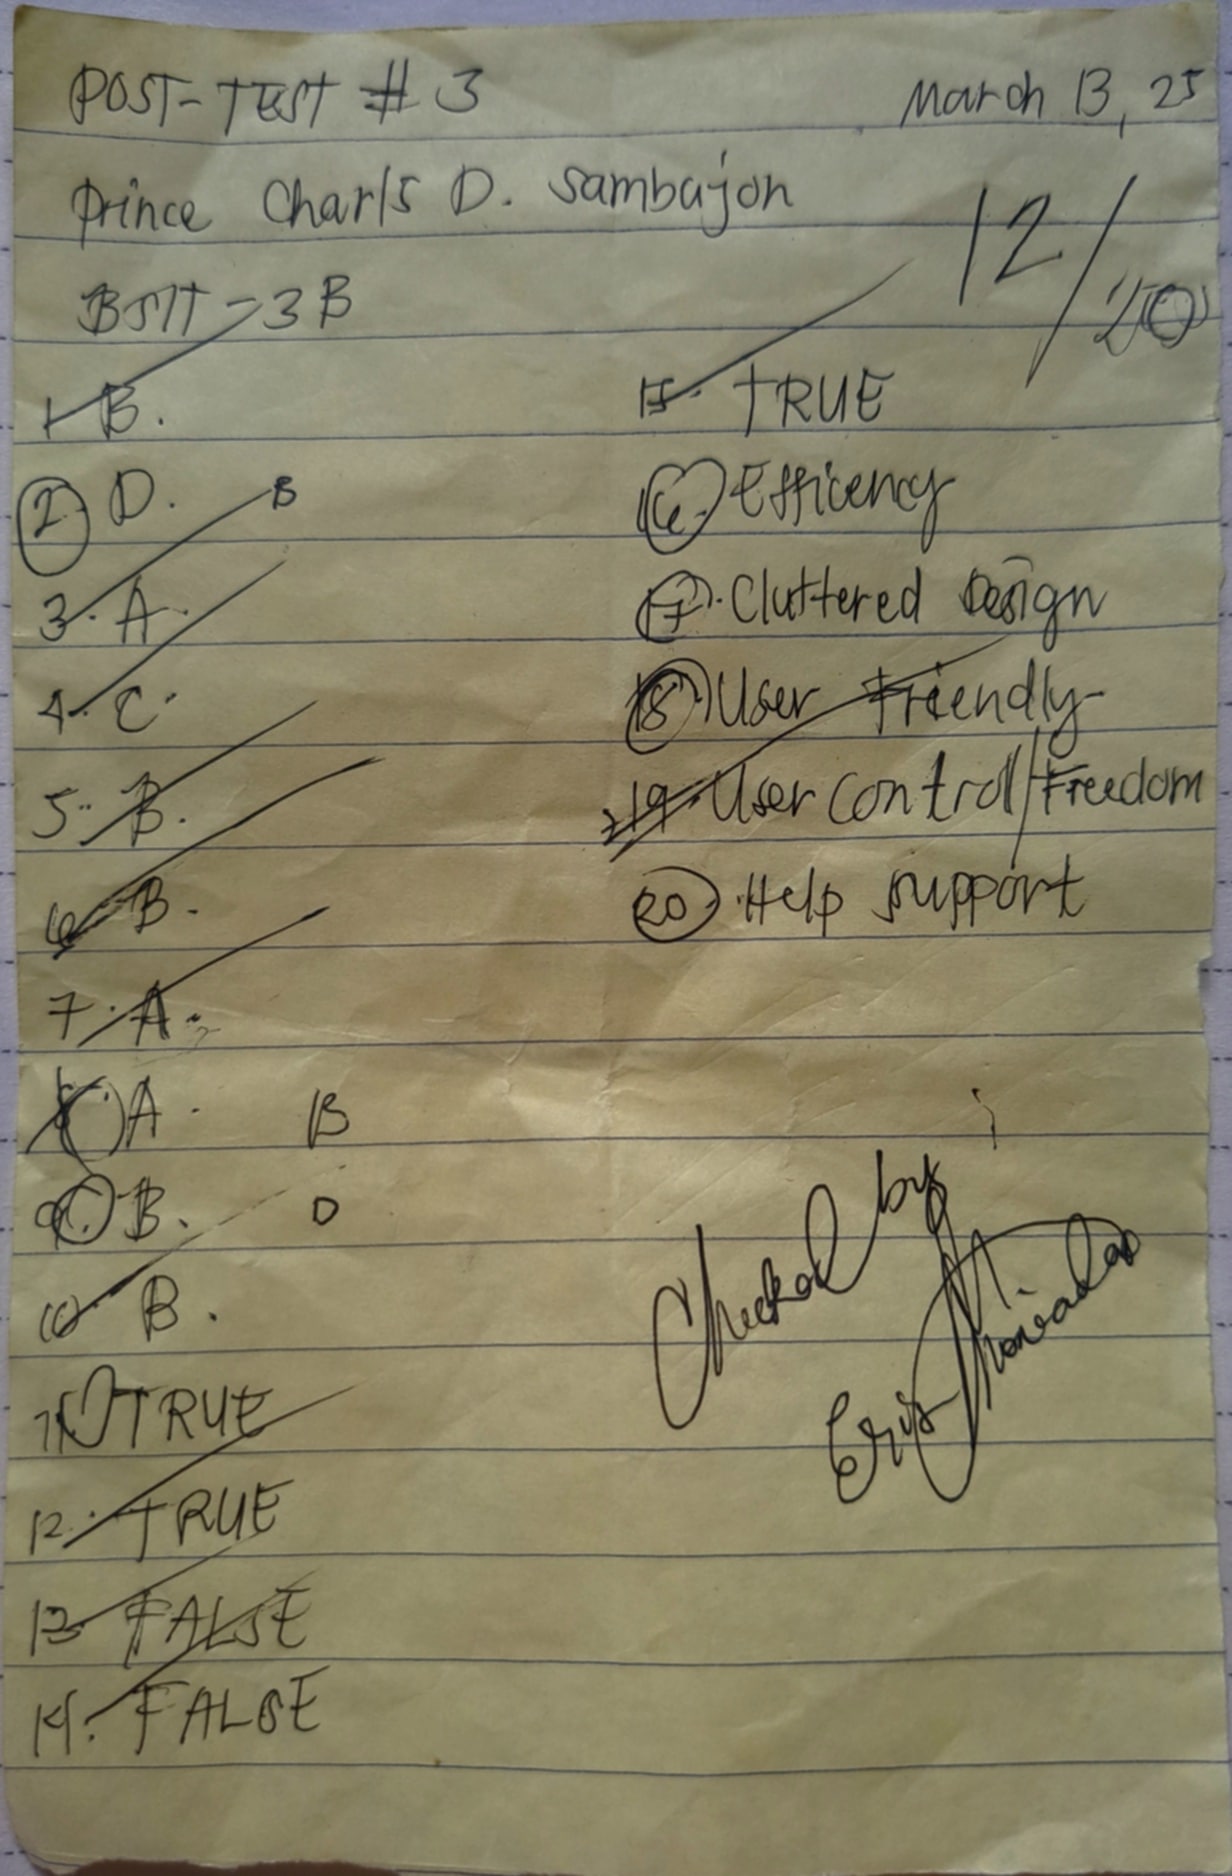 POST-TEST # 3 March 13, 25
Prince Charls D. Sambajon
12/20
BSIT-3B
1. B.
2. D. B
3. A.
4. C.
5. B.
6. B.
7. A.
8. A. B
9. B. D
10. B.
11. TRUE
12. TRUE
13. FALSE
14. FALSE
15. TRUE
16. Efficency
17. Cluttered Design
18. User Friendly
19. User Control/Freedom
20. Help support
Checked by